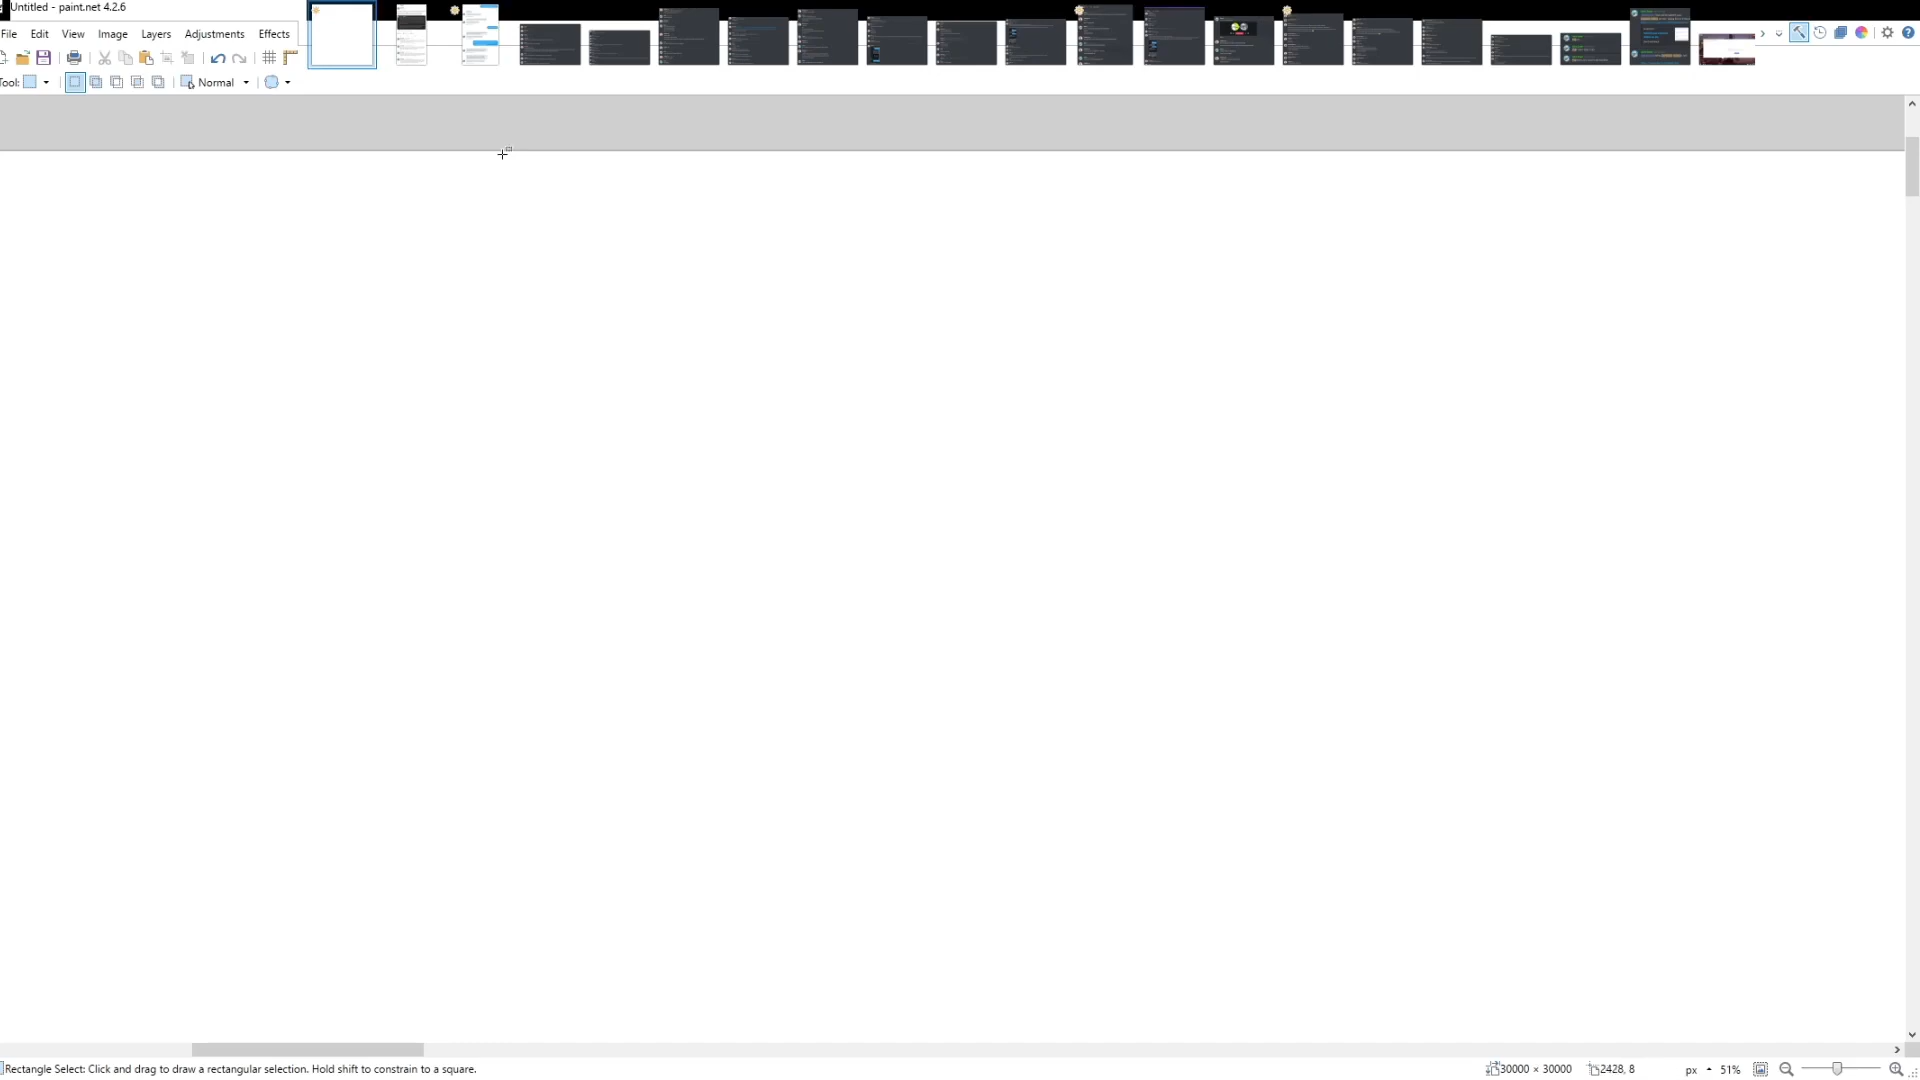 Untitled - paint.net 4.2.6
File Edit View Image Layers Adjustments Effects
Tool:
Normal
Rectangle Select: Click and drag to draw a rectangular selection. Hold shift to constrain to a square.
30000 × 30000
2428, 8
px
51%